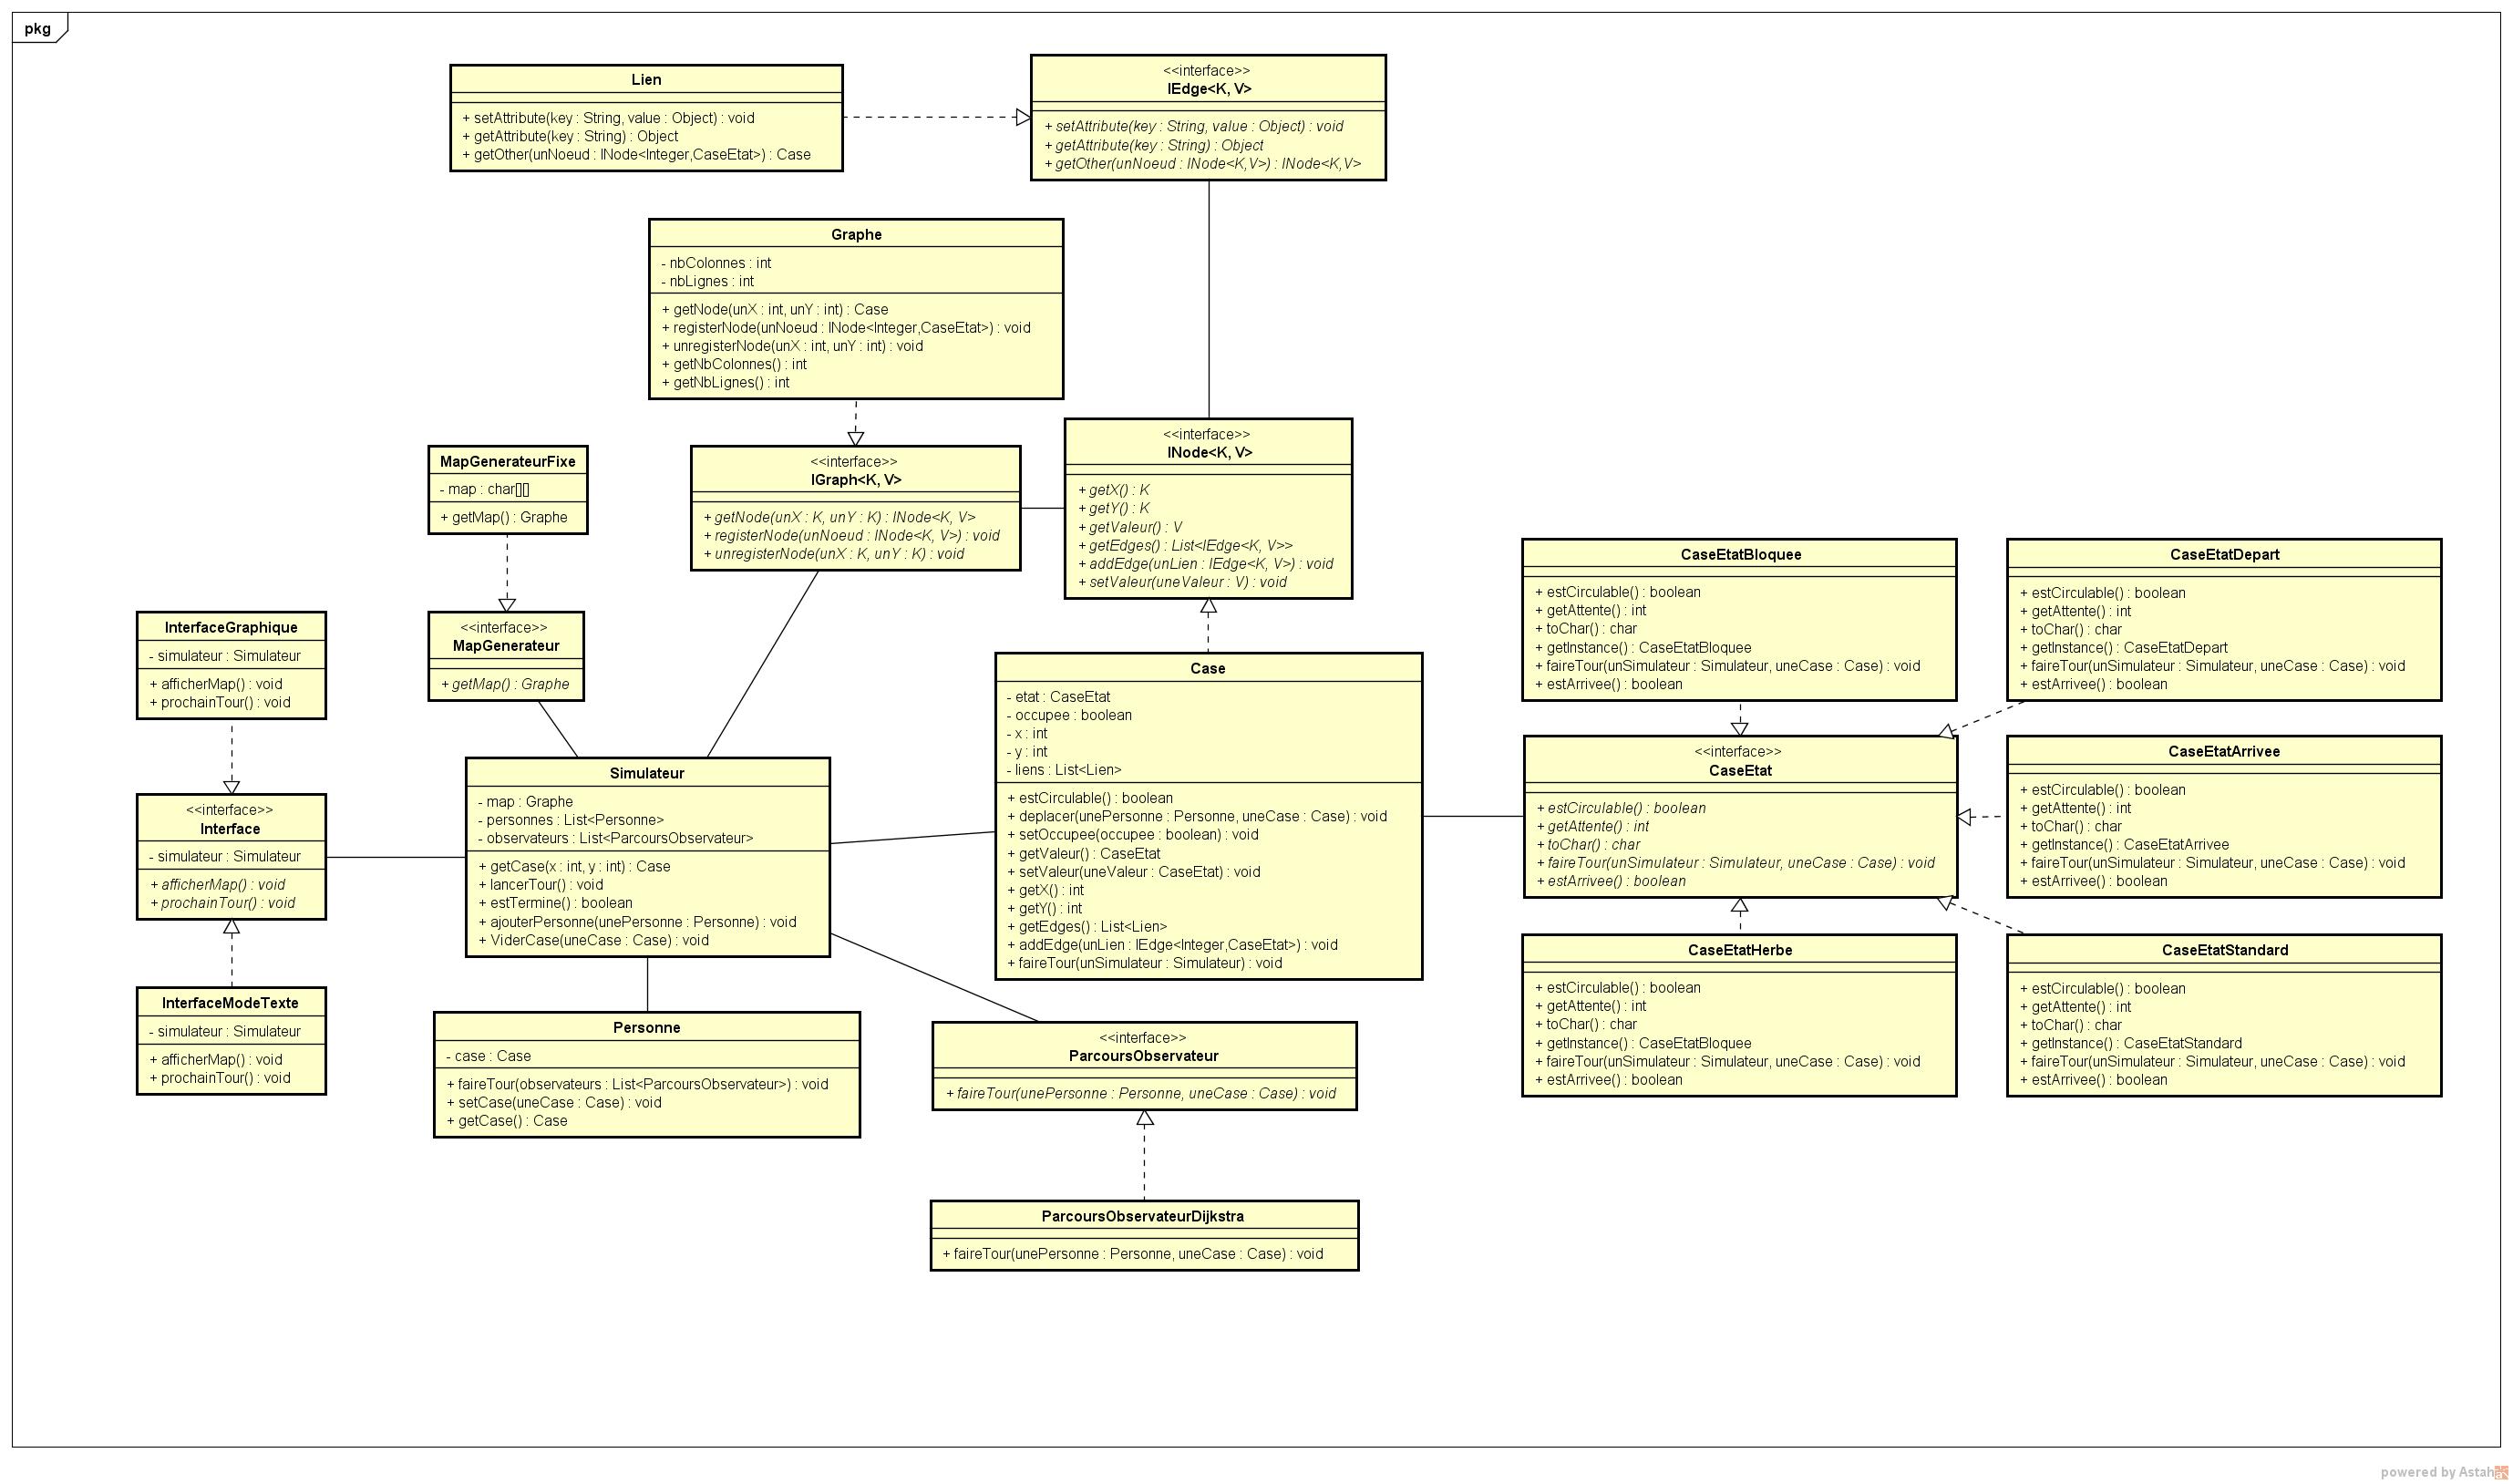 pkg
Lien
+ setAttribute(key : String, value : Object) : void
+ getAttribute(key : String) : Object
+ getOther(unNoeud : INode<Integer,CaseEtat>) : Case
<<interface>>
IEdge<K, V>
+ setAttribute(key : String, value : Object) : void
+ getAttribute(key : String) : Object
+ getOther(unNoeud : INode<K,V>) : INode<K,V>
Graphe
- nbColonnes : int
- nbLignes : int
+ getNode(unX : int, unY : int) : Case
+ registerNode(unNoeud : INode<Integer,CaseEtat>) : void
+ unregisterNode(unX : int, unY : int) : void
+ getNbColonnes() : int
+ getNbLignes() : int
MapGenerateurFixe
- map : char[][]
+ getMap() : Graphe
<<interface>>
IGraph<K, V>
+ getNode(unX : K, unY : K) : INode<K, V>
+ registerNode(unNoeud : INode<K, V>) : void
+ unregisterNode(unX : K, unY : K) : void
<<interface>>
INode<K, V>
+ getX() : K
+ getY() : K
+ getValeur() : V
+ getEdges() : List<IEdge<K, V>>
+ addEdge(unLien : IEdge<K, V>) : void
+ setValeur(uneValeur : V) : void
InterfaceGraphique
- simulateur : Simulateur
+ afficherMap() : void
+ prochainTour() : void
<<interface>>
MapGenerateur
+ getMap() : Graphe
<<interface>>
Interface
- simulateur : Simulateur
+ afficherMap() : void
+ prochainTour() : void
InterfaceModeTexte
- simulateur : Simulateur
+ afficherMap() : void
+ prochainTour() : void
Simulateur
- map : Graphe
- personnes : List<Personne>
- observateurs : List<ParcoursObservateur>
+ getCase(x : int, y : int) : Case
+ lancerTour() : void
+ estTermine() : boolean
+ ajouterPersonne(unePersonne : Personne) : void
+ ViderCase(uneCase : Case) : void
Personne
- case : Case
+ faireTour(observateurs : List<ParcoursObservateur>) : void
+ setCase(uneCase : Case) : void
+ getCase() : Case
Case
- etat : CaseEtat
- occupee : boolean
- x : int
- y : int
- liens : List<Lien>
+ estCirculable() : boolean
+ deplacer(unePersonne : Personne, uneCase : Case) : void
+ setOccupee(occupee : boolean) : void
+ getValeur() : CaseEtat
+ setValeur(uneValeur : CaseEtat) : void
+ getX() : int
+ getY() : int
+ getEdges() : List<Lien>
+ addEdge(unLien : IEdge<Integer,CaseEtat>) : void
+ faireTour(unSimulateur : Simulateur) : void
<<interface>>
ParcoursObservateur
+ faireTour(unePersonne : Personne, uneCase : Case) : void
ParcoursObservateurDijkstra
+ faireTour(unePersonne : Personne, uneCase : Case) : void
CaseEtatBloquee
+ estCirculable() : boolean
+ getAttente() : int
+ toChar() : char
+ getInstance() : CaseEtatBloquee
+ faireTour(unSimulateur : Simulateur, uneCase : Case) : void
+ estArrivee() : boolean
CaseEtatDepart
+ estCirculable() : boolean
+ getAttente() : int
+ toChar() : char
+ getInstance() : CaseEtatDepart
+ faireTour(unSimulateur : Simulateur, uneCase : Case) : void
+ estArrivee() : boolean
<<interface>>
CaseEtat
+ estCirculable() : boolean
+ getAttente() : int
+ toChar() : char
+ faireTour(unSimulateur : Simulateur, uneCase : Case) : void
+ estArrivee() : boolean
CaseEtatArrivee
+ estCirculable() : boolean
+ getAttente() : int
+ toChar() : char
+ getInstance() : CaseEtatArrivee
+ faireTour(unSimulateur : Simulateur, uneCase : Case) : void
+ estArrivee() : boolean
CaseEtatHerbe
+ estCirculable() : boolean
+ getAttente() : int
+ toChar() : char
+ getInstance() : CaseEtatBloquee
+ faireTour(unSimulateur : Simulateur, uneCase : Case) : void
+ estArrivee() : boolean
CaseEtatStandard
+ estCirculable() : boolean
+ getAttente() : int
+ toChar() : char
+ getInstance() : CaseEtatStandard
+ faireTour(unSimulateur : Simulateur, uneCase : Case) : void
+ estArrivee() : boolean
powered by Astah